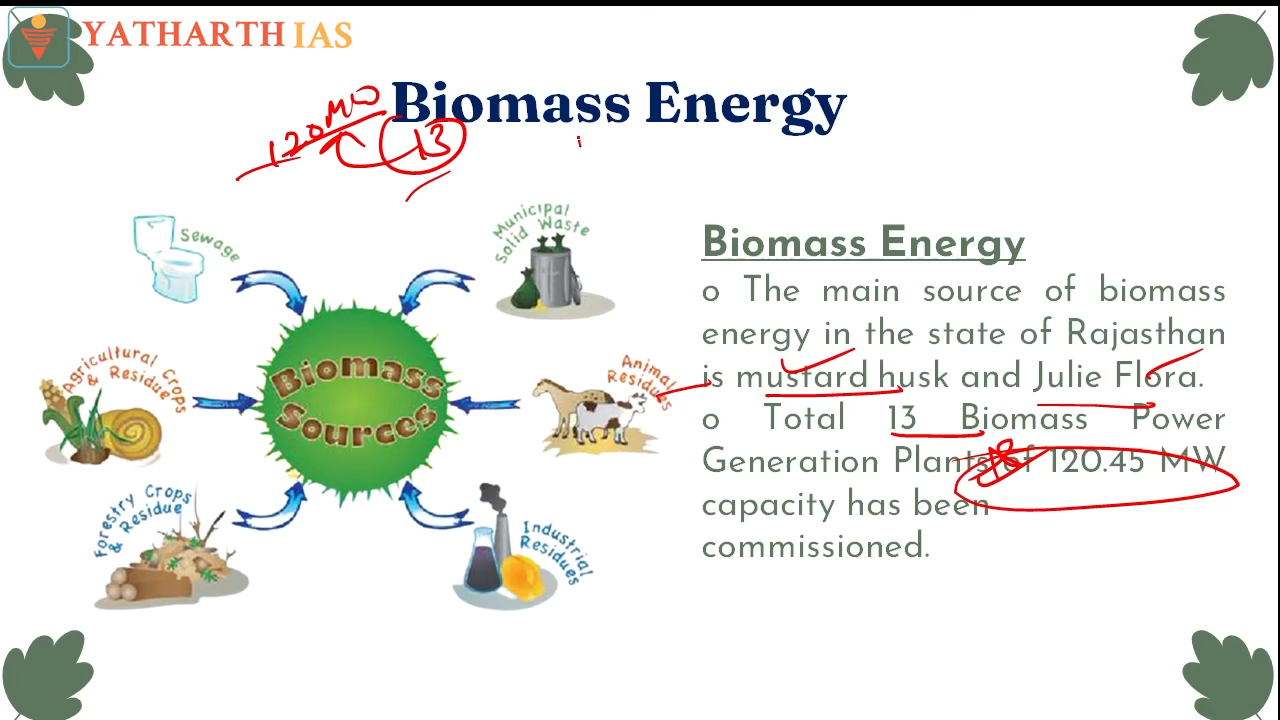 YATHARTH IAS
Biomass Energy
120MW
13
Sewage
Municipal
Solid Waste
Agricultural Crops
& Residue
Animal
Residues
Biomass
Sources
Forestry Crops
& Residue
Industrial
Residues
Biomass Energy
o The main source of biomass
energy in the state of Rajasthan
is mustard husk and Julie Flora.
o Total 13 Biomass Power
Generation Plants of 120.45 MW
capacity has been
commissioned.